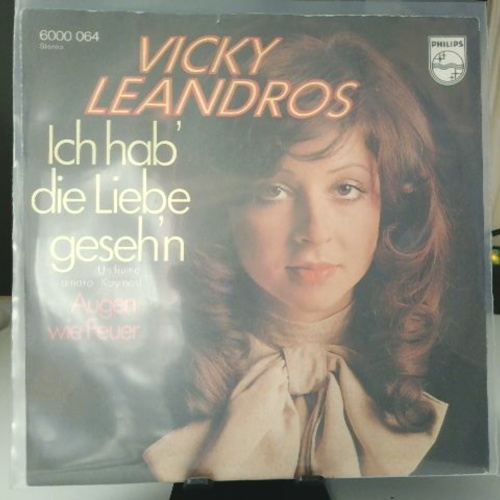 6000 064
Stereo
VICKY
LEANDROS
PHILIPS
Ich hab'
die Liebe
geseh'n
Augen
wie Feuer